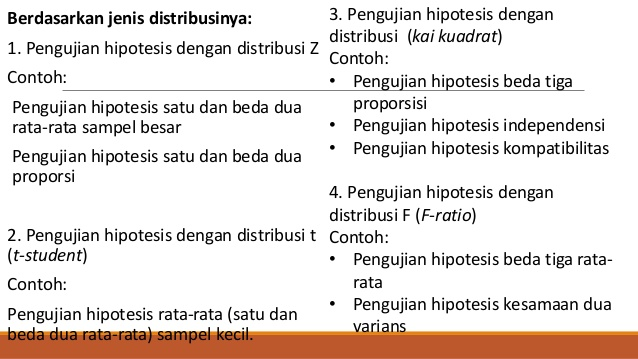 Berdasarkan jenis distribusinya:
1. Pengujian hipotesis dengan distribusi Z
Contoh:
Pengujian hipotesis satu dan beda dua
rata-rata sampel besar
Pengujian hipotesis satu dan beda dua
proporsi
2. Pengujian hipotesis dengan distribusi t
(t-student)
Contoh:
Pengujian hipotesis rata-rata (satu dan
beda dua rata-rata) sampel kecil.
3. Pengujian hipotesis dengan
distribusi (kai kuadrat)
Contoh:
• Pengujian hipotesis beda tiga
proporsisi
• Pengujian hipotesis independensi
• Pengujian hipotesis kompatibilitas
4. Pengujian hipotesis dengan
distribusi F (F-ratio)
Contoh:
• Pengujian hipotesis beda tiga rata-
rata
• Pengujian hipotesis kesamaan dua
varians